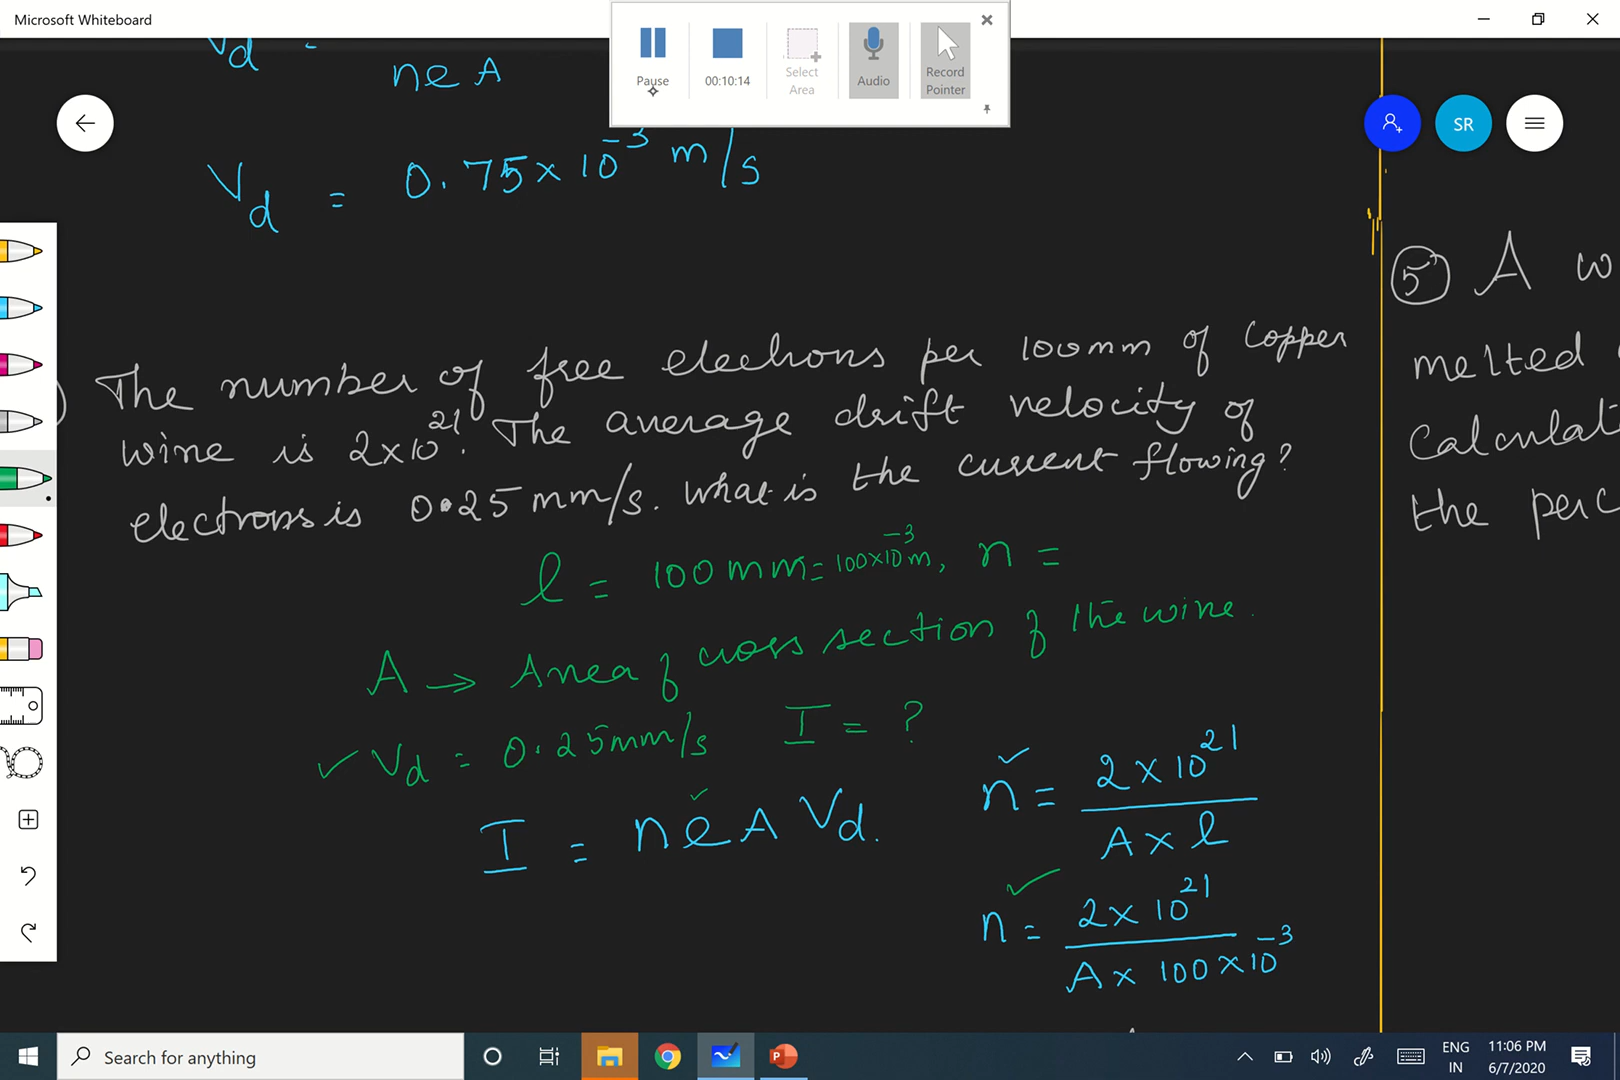 Microsoft Whiteboard
Pause
00:10:14
Select Area
Audio
Record Pointer
SR
Vd =
neA
Vd = 0.75×10⁻³ m/s
) The number of free electrons per 100mm of Copper
wire is 2×10²¹. The average drift velocity of
electrons is 0.25 mm/s. What is the current flowing?
l = 100mm = 100×10⁻³m, n =
A → Area of cross section of the wire.
✓ Vd = 0.25mm/s I = ?
I = neAVd.
n = 2×10²¹
A × l
n = 2×10²¹
A × 100×10⁻³
5 A w
melted
Calculat
the perc
Search for anything
ENG
IN
11:06 PM
6/7/2020